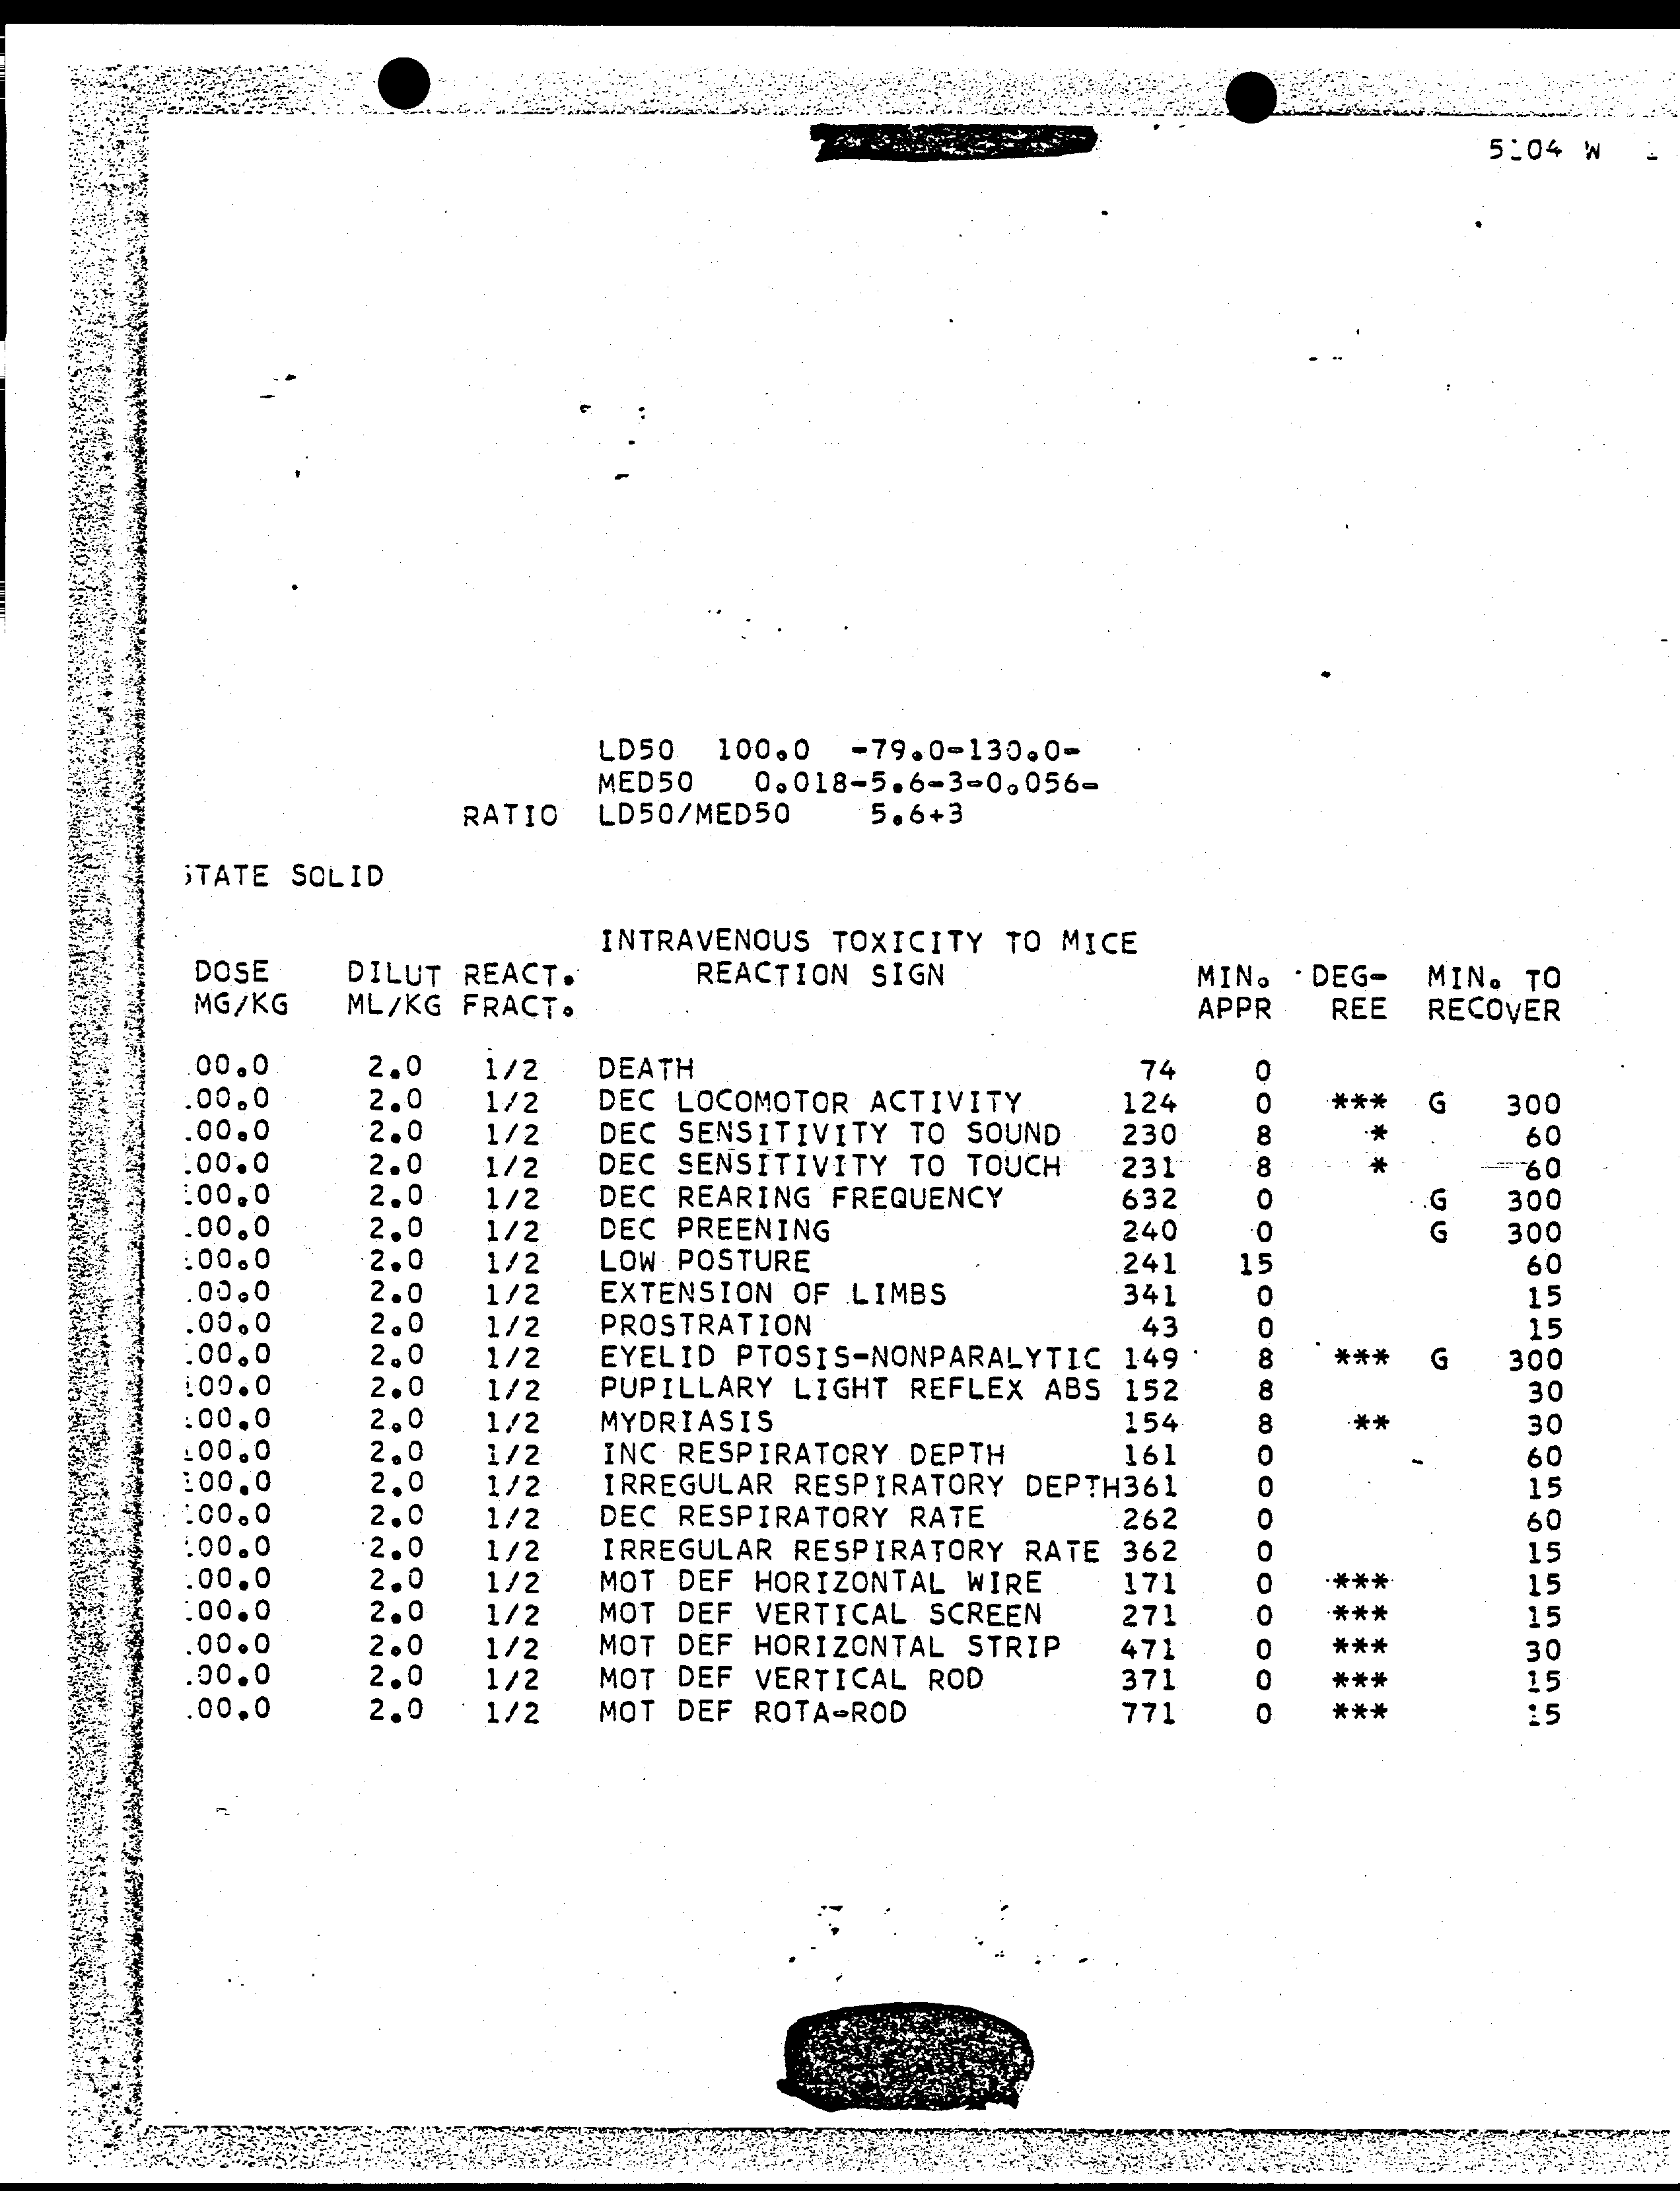 5104 W
LD50 100.0 -79.0-130.0-
MED50 0.018-5.6-3-0.056-
RATIO LD50/MED50 5.6+3
STATE SOLID
INTRAVENOUS TOXICITY TO MICE
DOSE DILUT REACT. REACTION SIGN MIN. DEG- MIN. TO
MG/KG ML/KG FRACT. APPR REE RECOVER
00.0 2.0 1/2 DEATH 74 0
.00.0 2.0 1/2 DEC LOCOMOTOR ACTIVITY 124 0 *** G 300
.00.0 2.0 1/2 DEC SENSITIVITY TO SOUND 230 8 * 60
.00.0 2.0 1/2 DEC SENSITIVITY TO TOUCH 231 8 * 60
:00.0 2.0 1/2 DEC REARING FREQUENCY 632 0 G 300
.00.0 2.0 1/2 DEC PREENING 240 0 G 300
:00.0 2.0 1/2 LOW POSTURE 241 15 60
.00.0 2.0 1/2 EXTENSION OF LIMBS 341 0 15
.00.0 2.0 1/2 PROSTRATION 43 0 15
.00.0 2.0 1/2 EYELID PTOSIS-NONPARALYTIC 149 8 *** G 300
100.0 2.0 1/2 PUPILLARY LIGHT REFLEX ABS 152 8 30
:00.0 2.0 1/2 MYDRIASIS 154 8 ** 30
100.0 2.0 1/2 INC RESPIRATORY DEPTH 161 0 60
100.0 2.0 1/2 IRREGULAR RESPIRATORY DEPTH361 0 15
:00.0 2.0 1/2 DEC RESPIRATORY RATE 262 0 60
:00.0 2.0 1/2 IRREGULAR RESPIRATORY RATE 362 0 15
:00.0 2.0 1/2 MOT DEF HORIZONTAL WIRE 171 0 *** 15
:00.0 2.0 1/2 MOT DEF VERTICAL SCREEN 271 0 *** 15
.00.0 2.0 1/2 MOT DEF HORIZONTAL STRIP 471 0 *** 30
.00.0 2.0 1/2 MOT DEF VERTICAL ROD 371 0 *** 15
.00.0 2.0 1/2 MOT DEF ROTA-ROD 771 0 *** 15